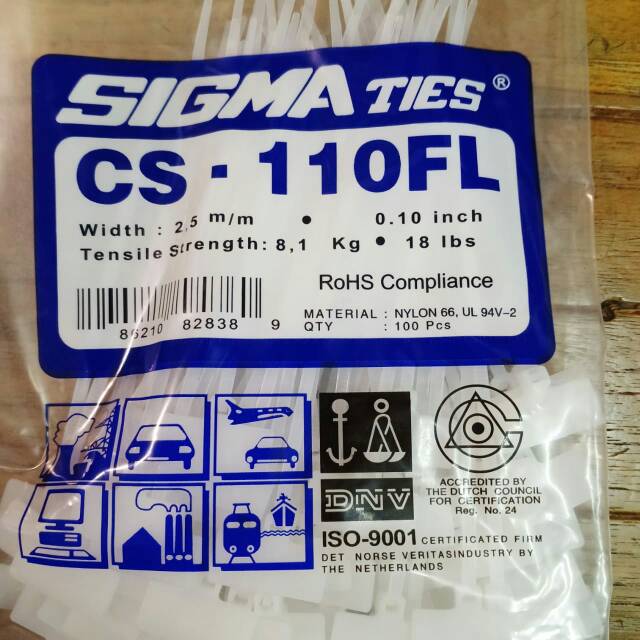 SIGMA TIES ®
CS - 110FL
Width : 2,5 m/m • 0.10 inch
Tensile Strength: 8,1 Kg • 18 lbs
RoHS Compliance
86210 82838 9
MATERIAL : NYLON 66, UL 94V-2
QTY : 100 Pcs
DNV
ACCREDITED BY
THE DUTCH COUNCIL
FOR CERTIFICATION
Reg. No. 24
ISO-9001 CERTIFICATED FIRM
DET NORSE VERITASINDUSTRY BY
THE NETHERLANDS